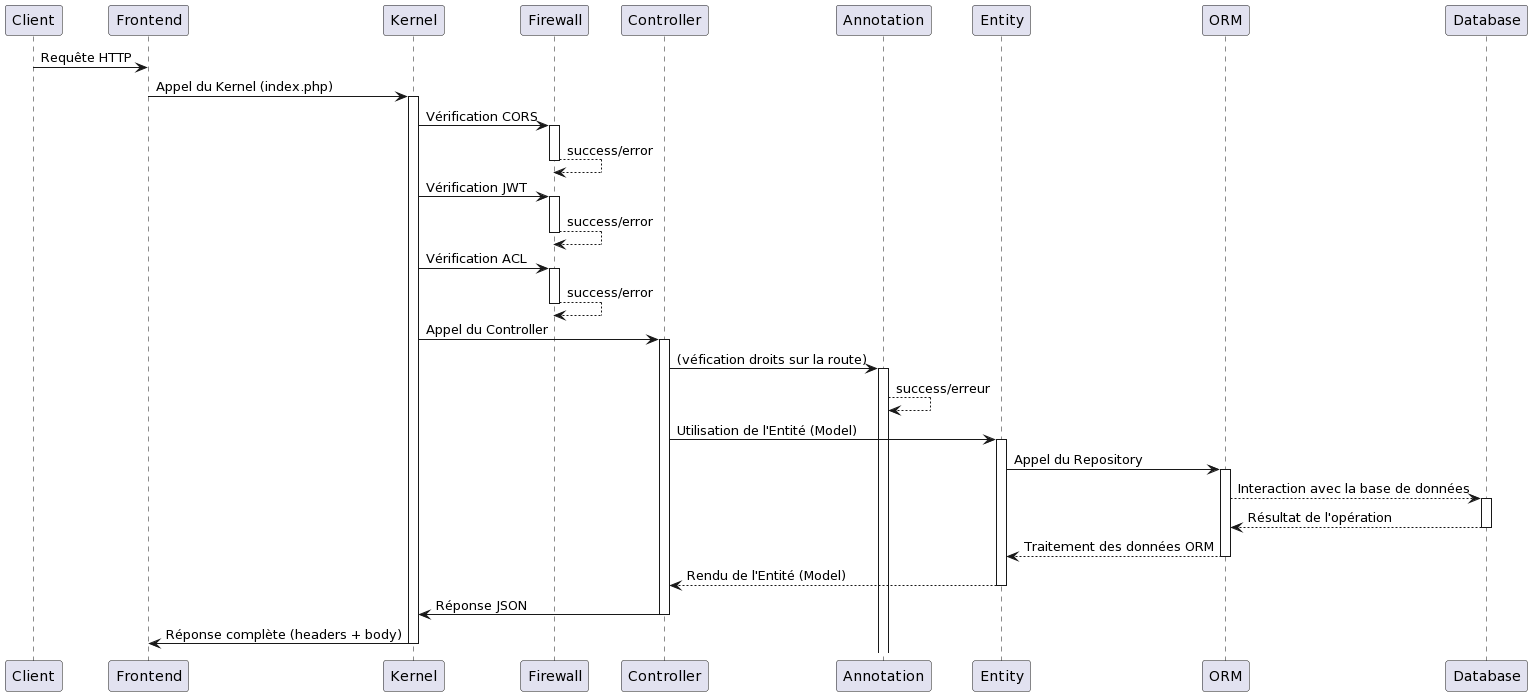 Client Frontend Kernel Firewall Controller Annotation Entity ORM Database
Requête HTTP
Appel du Kernel (index.php)
Vérification CORS
success/error
Vérification JWT
success/error
Vérification ACL
success/error
Appel du Controller
(véfication droits sur la route)
success/erreur
Utilisation de l'Entité (Model)
Appel du Repository
Interaction avec la base de données
Résultat de l'opération
Traitement des données ORM
Rendu de l'Entité (Model)
Réponse JSON
Réponse complète (headers + body)
Client Frontend Kernel Firewall Controller Annotation Entity ORM Database